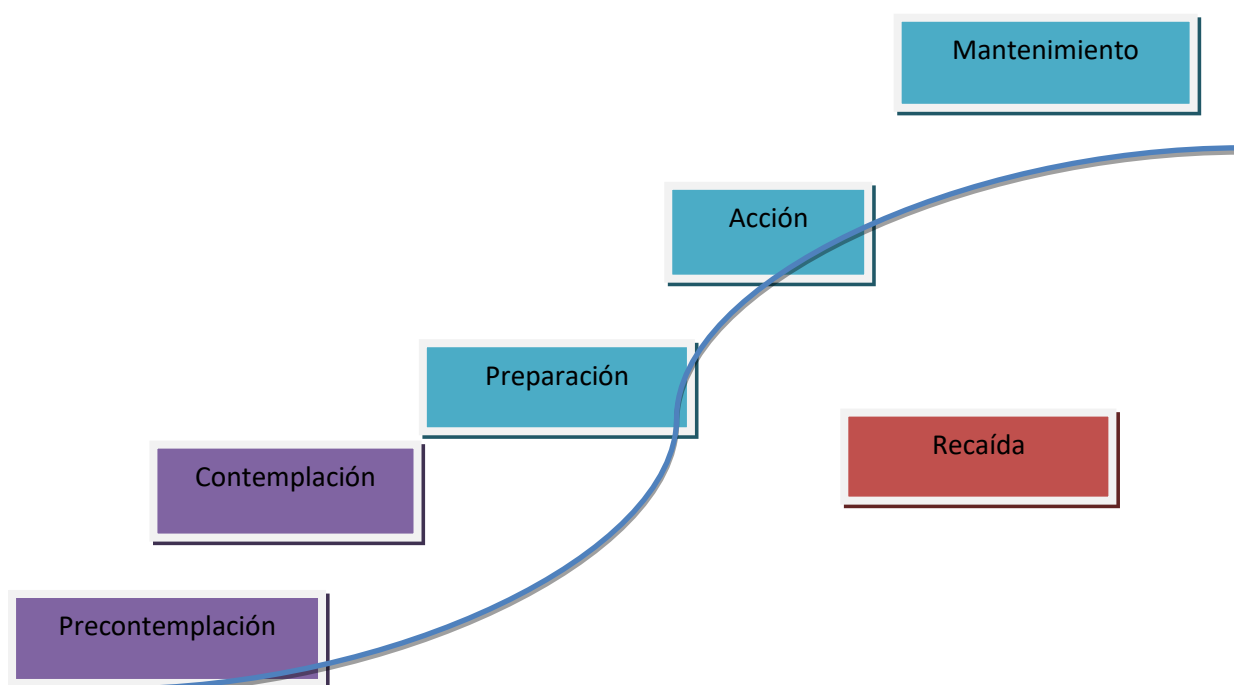 Mantenimiento
Acción
Preparación
Recaída
Contemplación
Precontemplación